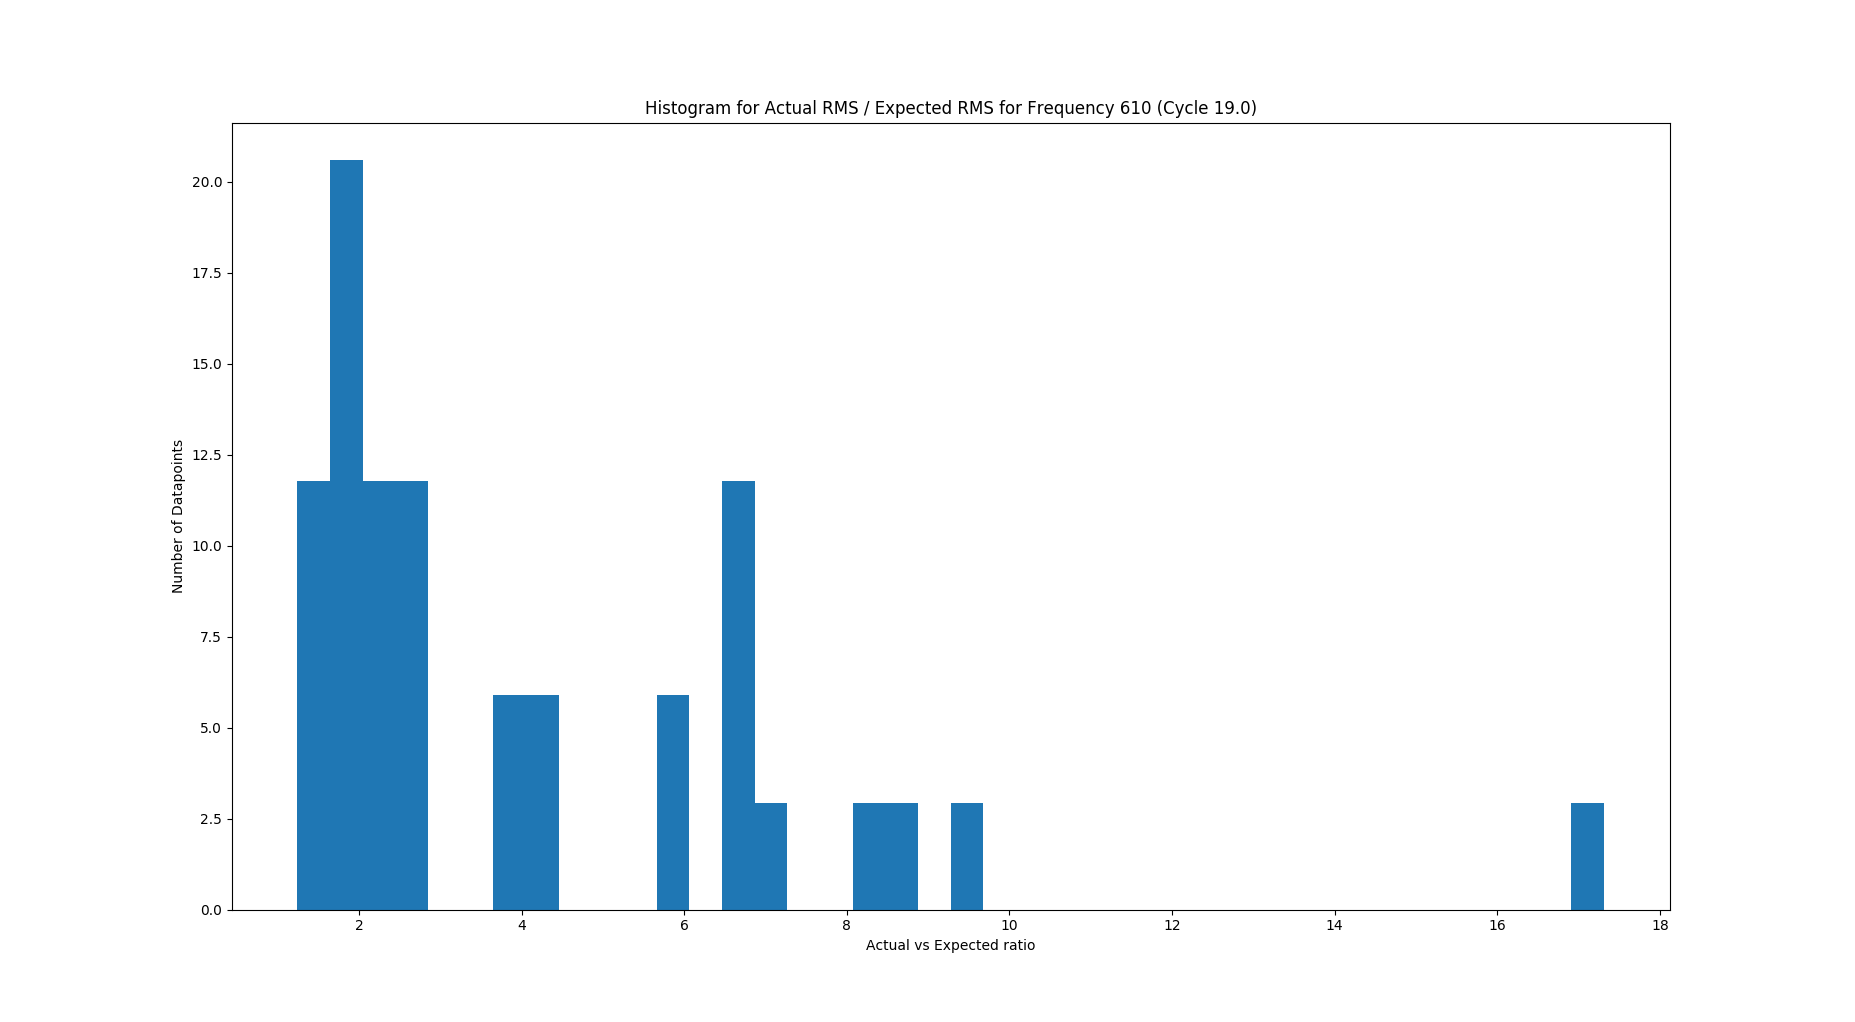 Histogram for Actual RMS / Expected RMS for Frequency 610 (Cycle 19.0)
20.0
17.5
15.0
12.5
10.0
7.5
5.0
2.5
0.0
Number of Datapoints
2 4 6 8 10 12 14 16 18
Actual vs Expected ratio